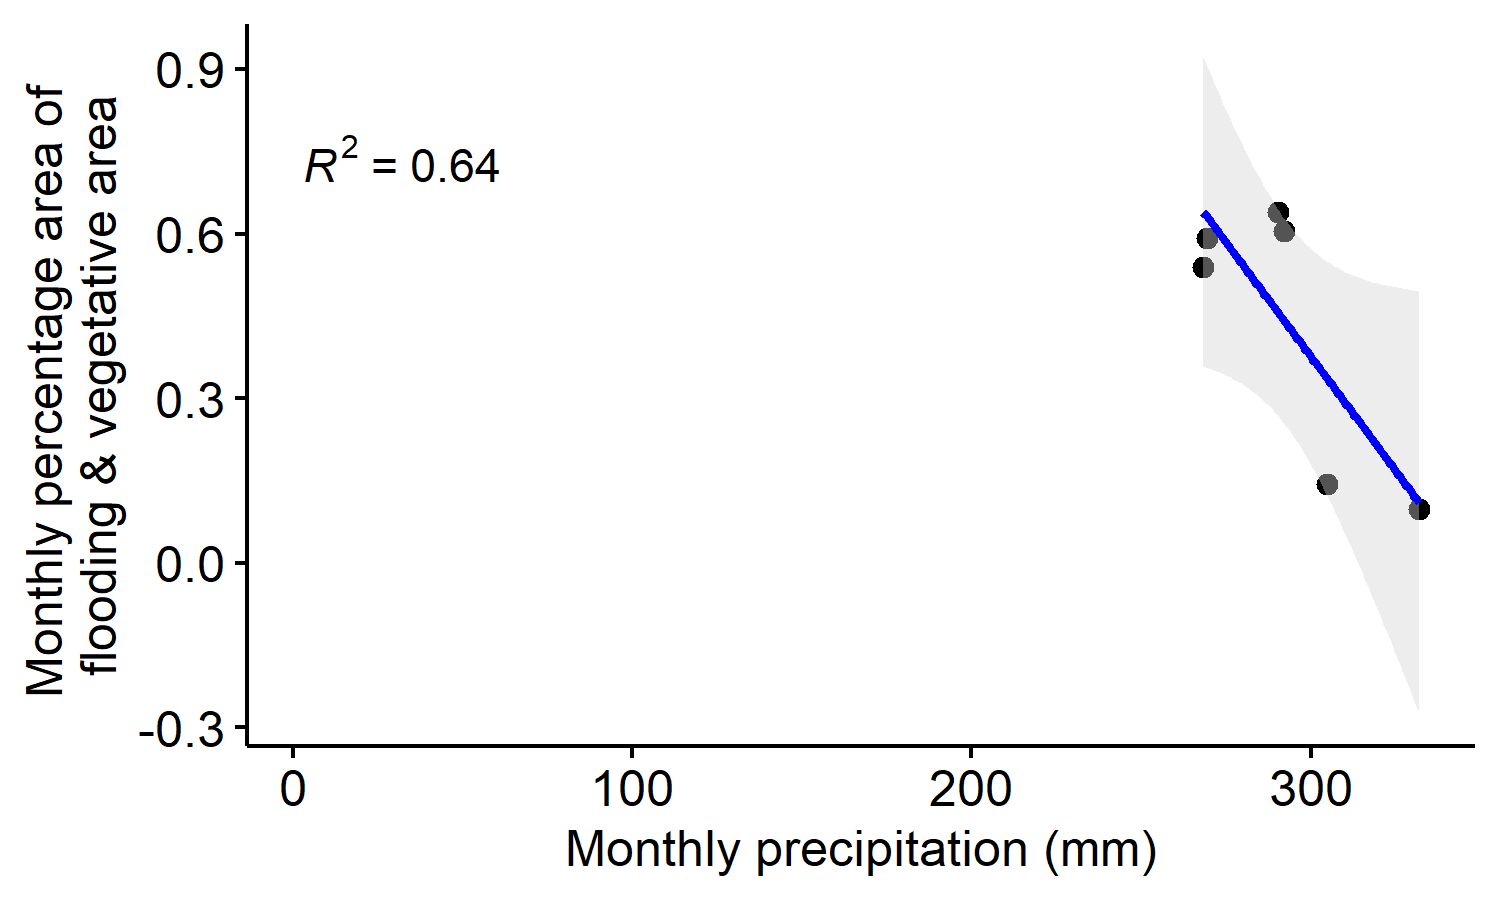 Monthly percentage area of
flooding & vegetative area
0.9
0.6
0.3
0.0
-0.3
R² = 0.64
0 100 200 300
Monthly precipitation (mm)